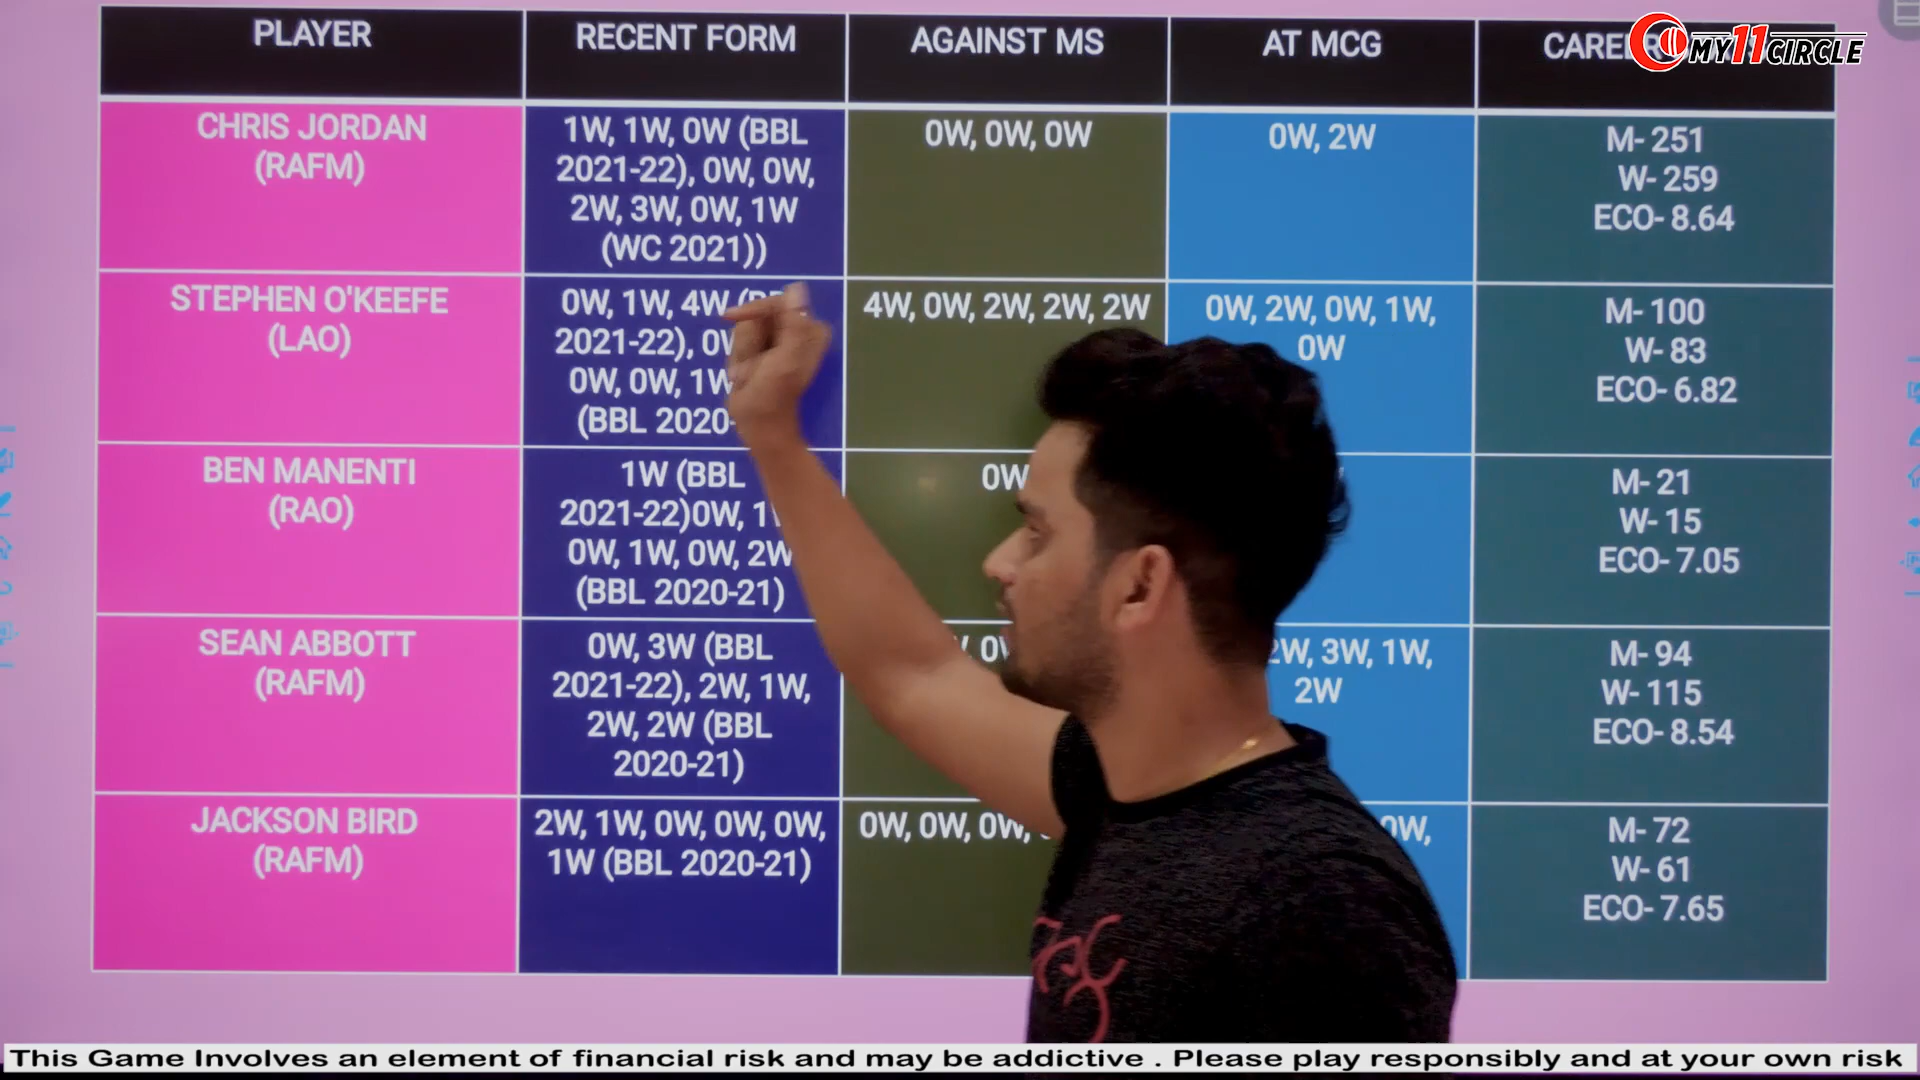 PLAYER
RECENT FORM
AGAINST MS
AT MCG
MY11CIRCLE
CHRIS JORDAN
(RAFM)
1W, 1W, 0W (BBL
2021-22), 0W, 0W,
2W, 3W, 0W, 1W
(WC 2021))
0W, 0W, 0W
0W, 2W
M- 251
W- 259
ECO- 8.64
STEPHEN O'KEEFE
(LAO)
0W, 1W, 4W
2021-22),
0W, 0W, 1W
(BBL 2020-
4W, 0W, 2W, 2W, 2W
0W, 2W, 0W, 1W,
0W
M- 100
W- 83
ECO- 6.82
BEN MANENTI
(RAO)
1W (BBL
2021-22)0W,
0W, 1W, 0W, 2W
(BBL 2020-21)
0W
M- 21
W- 15
ECO- 7.05
SEAN ABBOTT
(RAFM)
0W, 3W (BBL
2021-22), 2W, 1W,
2W, 2W (BBL
2020-21)
2W, 3W, 1W,
2W
M- 94
W- 115
ECO- 8.54
JACKSON BIRD
(RAFM)
2W, 1W, 0W, 0W, 0W,
1W (BBL 2020-21)
0W, 0W, 0W,
0W,
M- 72
W- 61
ECO- 7.65
This Game Involves an element of financial risk and may be addictive . Please play responsibly and at your own risk